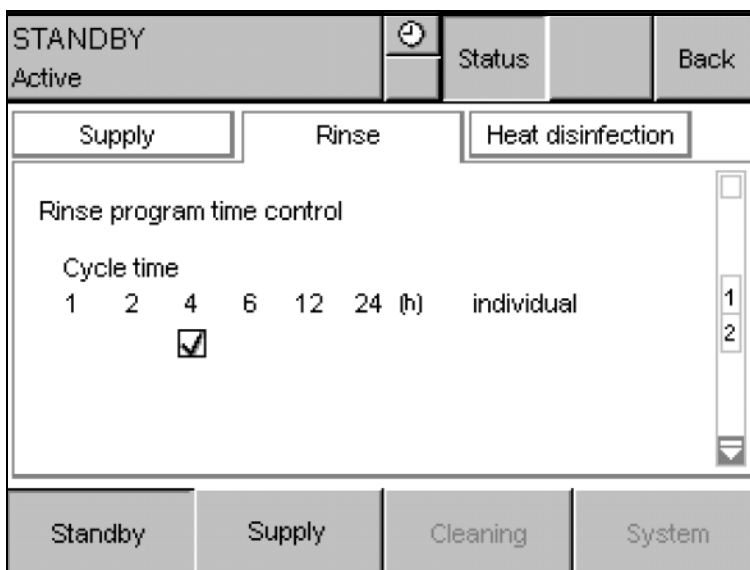 STANDBY
Active
Status
Back
Supply
Rinse
Heat disinfection
Rinse program time control
Cycle time
1 2 4 6 12 24 (h) individual
1
2
Standby
Supply
Cleaning
System